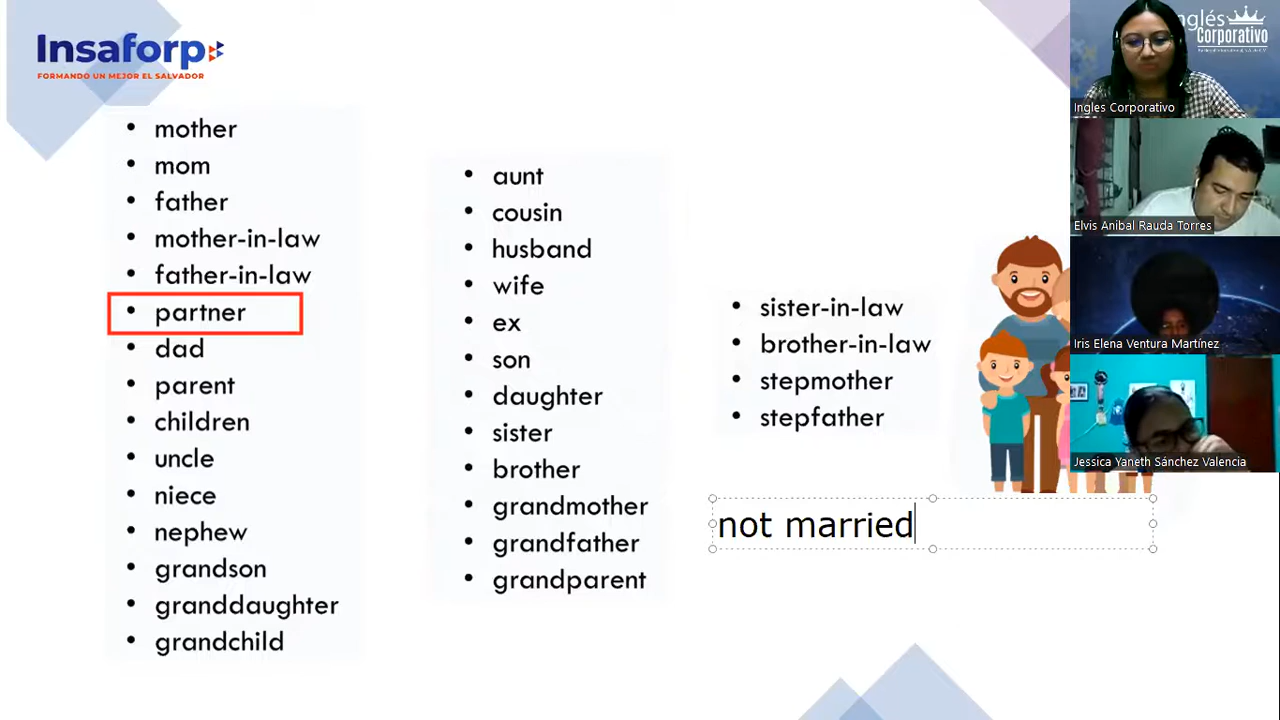 Insaforp
FORMANDO UN MEJOR EL SALVADOR
• mother
• mom
• father
• mother-in-law
• father-in-law
• partner
• dad
• parent
• children
• uncle
• niece
• nephew
• grandson
• granddaughter
• grandchild
• aunt
• cousin
• husband
• wife
• ex
• son
• daughter
• sister
• brother
• grandmother
• grandfather
• grandparent
• sister-in-law
• brother-in-law
• stepmother
• stepfather
not married
Inglés
Corporativo
Ingles Corporativo
Elvis Anibal Rauda Torres
Iris Elena Ventura Martínez
Jessica Yaneth Sánchez Valencia